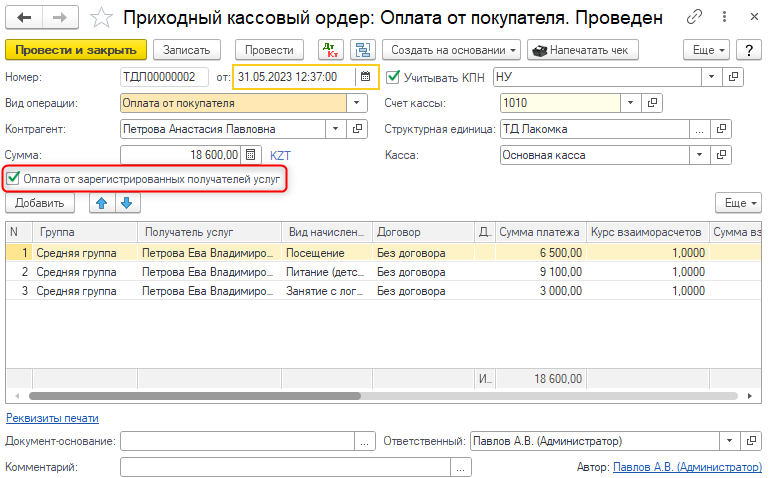 Приходный кассовый ордер: Оплата от покупателя. Проведен
Провести и закрыть Записать Провести Дт Кт Создать на основании Напечатать чек Еще ?
Номер: ТДЛ00000002 от: 31.05.2023 12:37:00 Учитывать КПН НУ
Вид операции: Оплата от покупателя Счет кассы: 1010
Контрагент: Петрова Анастасия Павловна Структурная единица: ТД Лакомка
Сумма: 18 600,00 KZT Касса: Основная касса
Оплата от зарегистрированных получателей услуг
Добавить Еще
N Группа Получатель услуг Вид начислен... Договор Д.. Сумма платежа Курс взаиморасчетов Сумма вз
1 Средняя группа Петрова Ева Владимиро... Посещение Без договора 6 500,00 1,0000
2 Средняя группа Петрова Ева Владимиро... Питание (детс... Без договора 9 100,00 1,0000
3 Средняя группа Петрова Ева Владимиро... Занятие с лог... Без договора 3 000,00 1,0000
И... 18 600,00
Реквизиты печати
Документ-основание: ... Ответственный: Павлов А.В. (Администратор)
Комментарий: ... Автор: Павлов А.В. (Администратор)